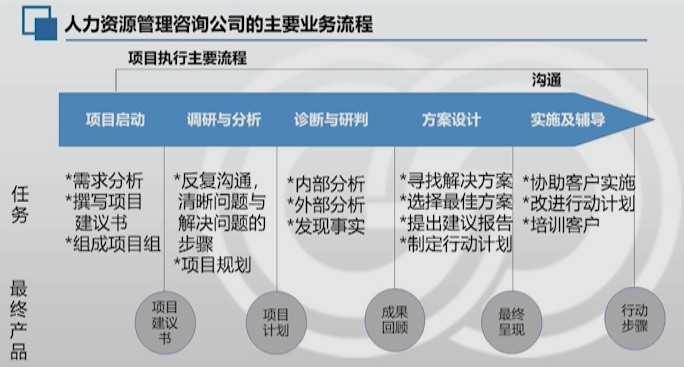 人力资源管理咨询公司的主要业务流程
项目执行主要流程
沟通
项目启动
调研与分析
诊断与研判
方案设计
实施及辅导
任务
*需求分析
*撰写项目
建议书
*组成项目组
*反复沟通，
清晰问题与
解决问题的
步骤
*项目规划
*内部分析
*外部分析
*发现事实
*寻找解决方案
*选择最佳方案
*提出建议报告
*制定行动计划
*协助客户实施
*改进行动计划
*培训客户
最终产品
项目
建议
书
项目
计划
成果
回顾
最终
呈现
行动
步骤